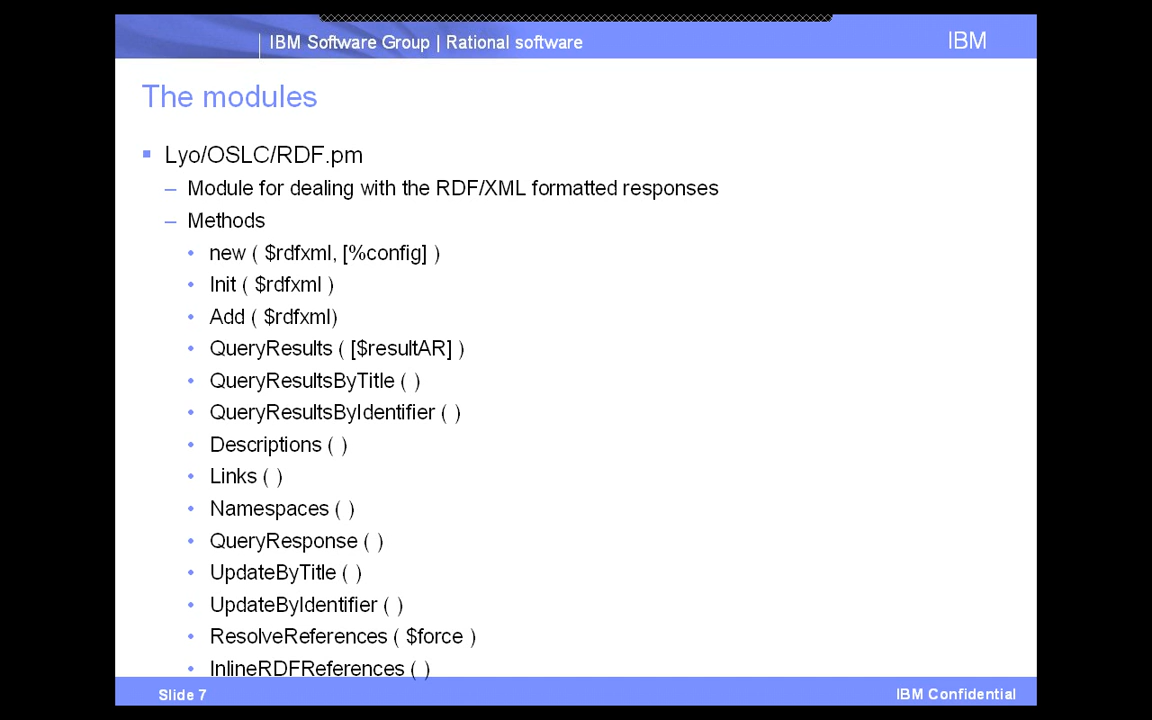 IBM Software Group | Rational software
IBM
The modules
Lyo/OSLC/RDF.pm
– Module for dealing with the RDF/XML formatted responses
– Methods
• new ( $rdfxml, [%config] )
• Init ( $rdfxml )
• Add ( $rdfxml)
• QueryResults ( [$resultAR] )
• QueryResultsByTitle ( )
• QueryResultsByIdentifier ( )
• Descriptions ( )
• Links ( )
• Namespaces ( )
• QueryResponse ( )
• UpdateByTitle ( )
• UpdateByIdentifier ( )
• ResolveReferences ( $force )
• InlineRDFReferences ( )
Slide 7
IBM Confidential